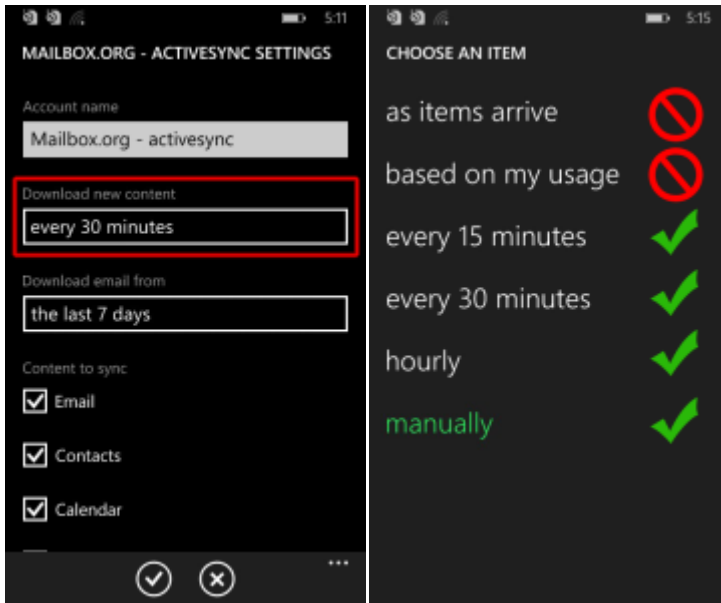 5:11
MAILBOX.ORG - ACTIVESYNC SETTINGS
Account name
Mailbox.org - activesync
Download new content
every 30 minutes
Download email from
the last 7 days
Content to sync
Email
Contacts
Calendar
5:15
CHOOSE AN ITEM
as items arrive
based on my usage
every 15 minutes
every 30 minutes
hourly
manually